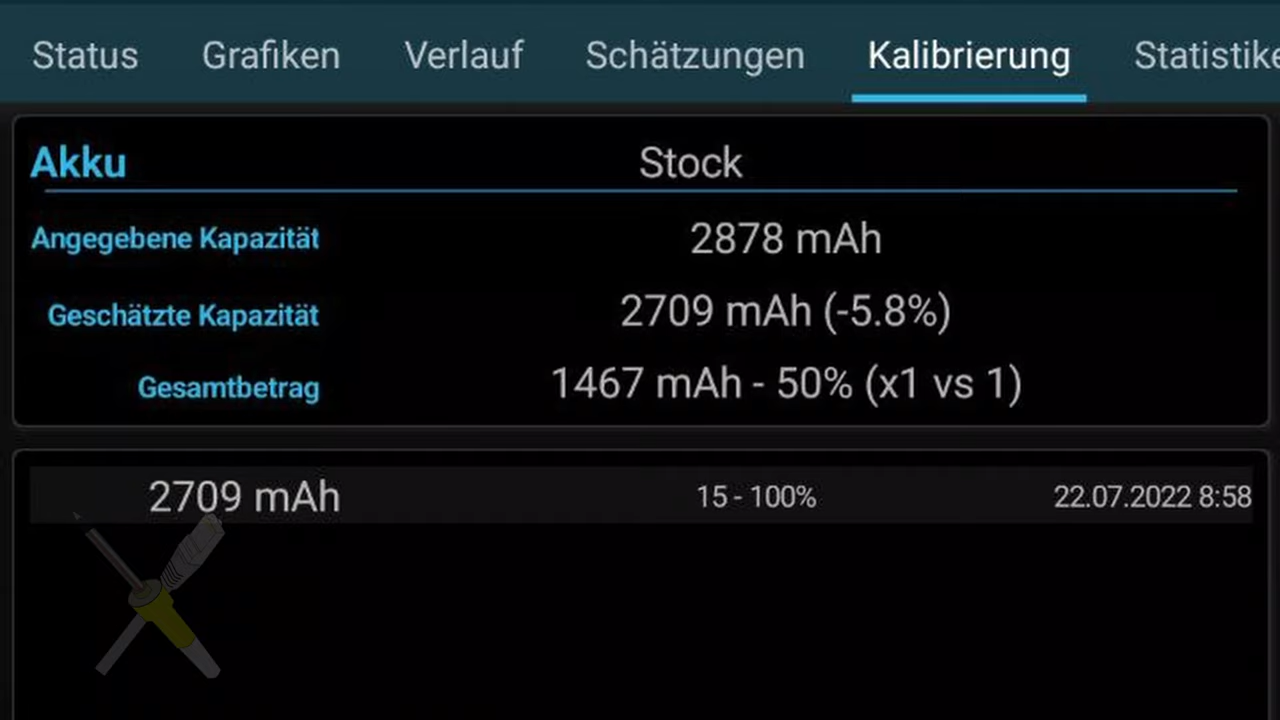 Status Grafiken Verlauf Schätzungen Kalibrierung Statistike
Akku Stock
Angegebene Kapazität 2878 mAh
Geschätzte Kapazität 2709 mAh (-5.8%)
Gesamtbetrag 1467 mAh - 50% (x1 vs 1)
2709 mAh 15 - 100% 22.07.2022 8:58